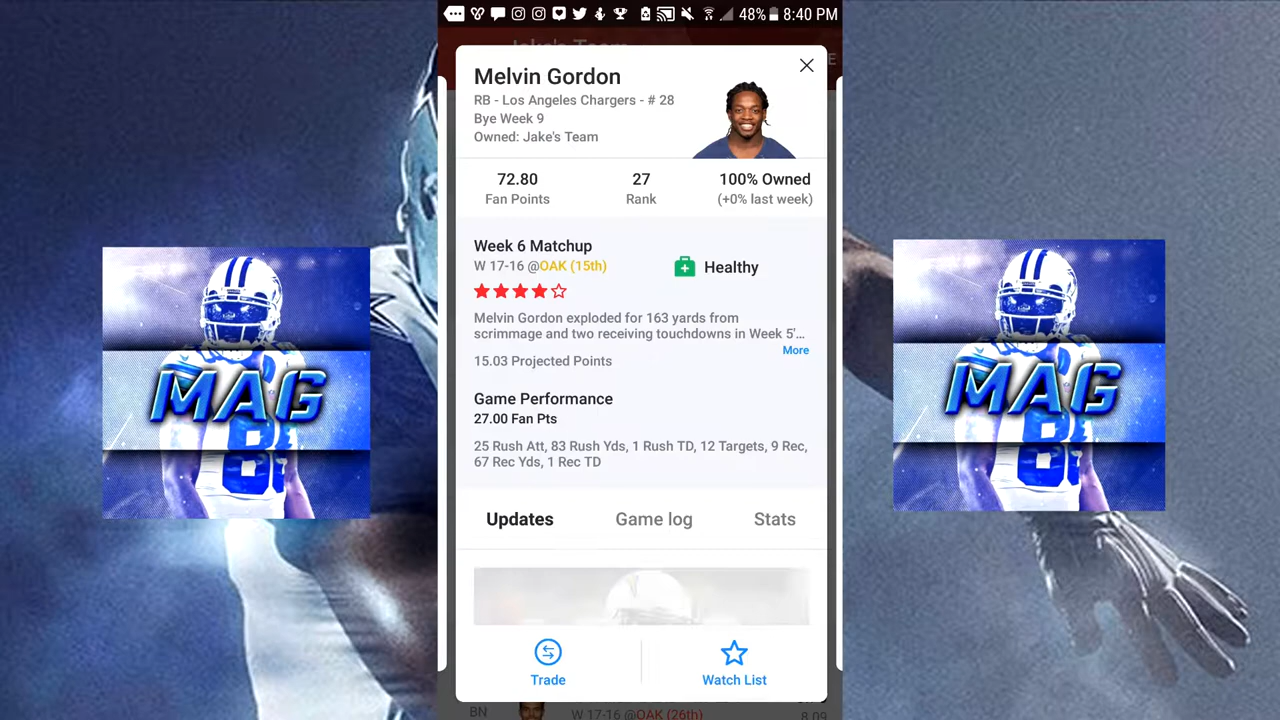 48% 8:40 PM
Jake's Team
Melvin Gordon
RB - Los Angeles Chargers - # 28
Bye Week 9
Owned: Jake's Team
72.80
Fan Points
27
Rank
100% Owned
(+0% last week)
Week 6 Matchup
W 17-16 @OAK (15th)
Healthy
Melvin Gordon exploded for 163 yards from
scrimmage and two receiving touchdowns in Week 5'...
More
15.03 Projected Points
Game Performance
27.00 Fan Pts
25 Rush Att, 83 Rush Yds, 1 Rush TD, 12 Targets, 9 Rec,
67 Rec Yds, 1 Rec TD
Updates Game log Stats
Trade Watch List
BN W 17-16 @OAK (26th) 8.09
MAG
MAG